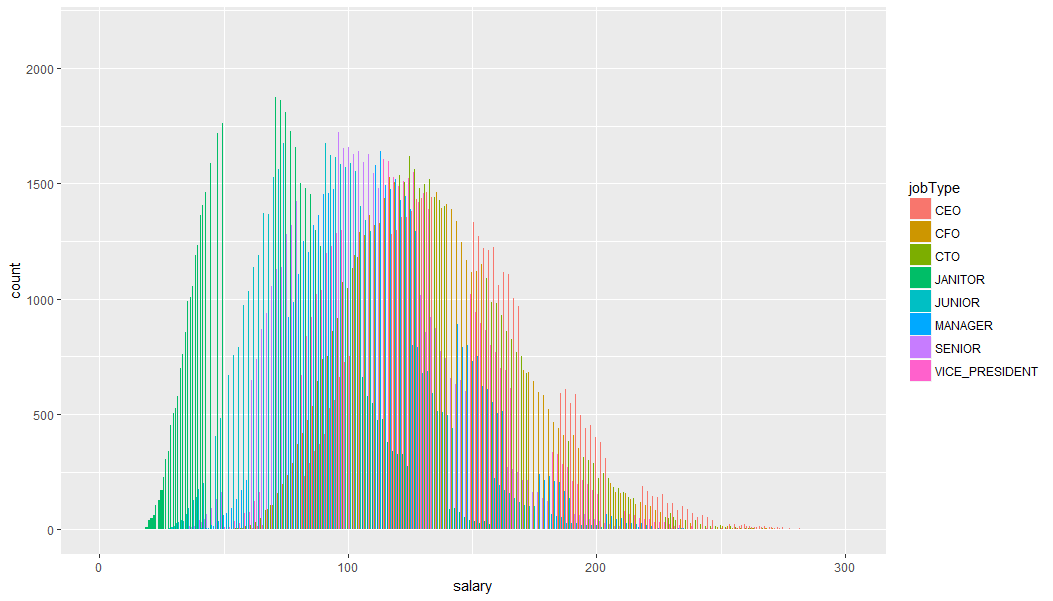 2000
1500
1000
500
0
count
0 100 200 300
salary
jobType
CEO
CFO
CTO
JANITOR
JUNIOR
MANAGER
SENIOR
VICE_PRESIDENT